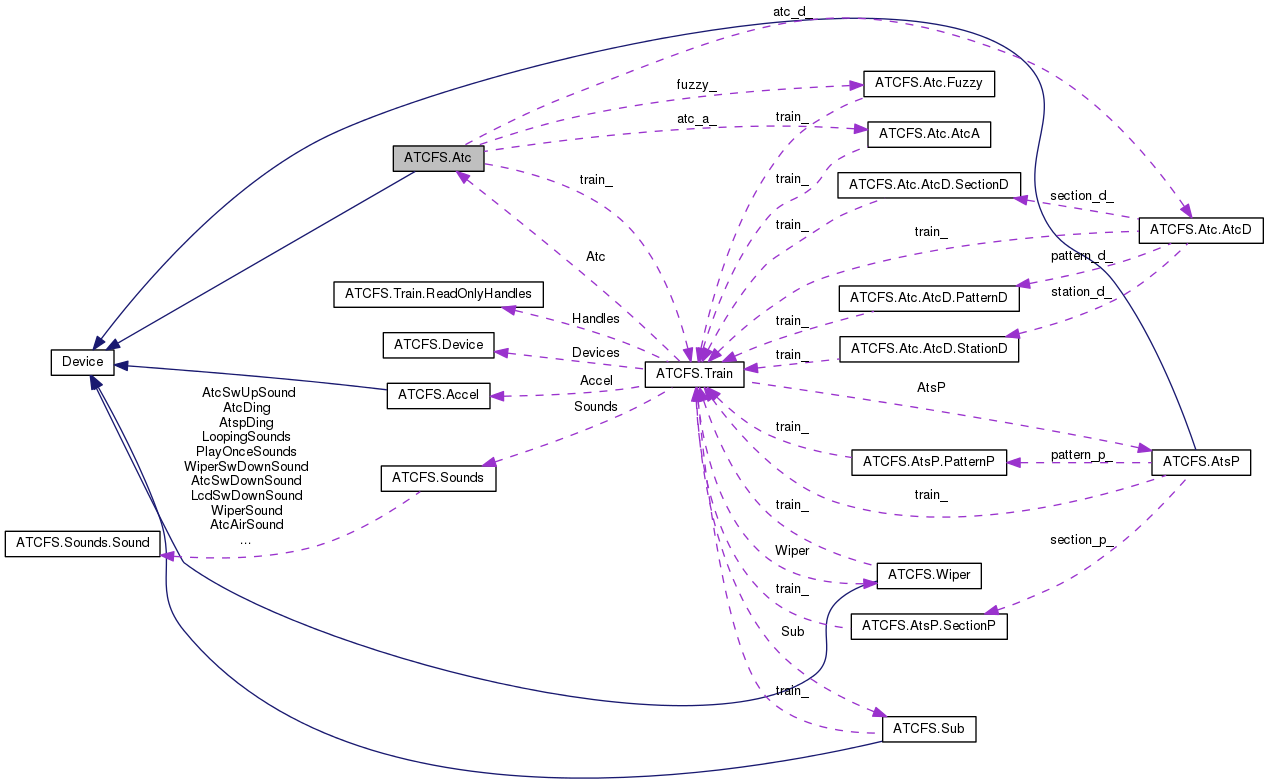 atc_d_
fuzzy_
ATCFS.Atc.Fuzzy
train_
atc_a_
ATCFS.Atc.AtcA
ATCFS.Atc
train_
train_
ATCFS.Atc.AtcD.SectionD
section_d_
train_
train_
ATCFS.Atc.AtcD
Atc
pattern_d_
ATCFS.Train.ReadOnlyHandles
ATCFS.Atc.AtcD.PatternD
station_d_
Handles
train_
ATCFS.Device
Devices
train_
ATCFS.Atc.AtcD.StationD
Device
ATCFS.Train
Accel
AtsP
ATCFS.Accel
AtcSwUpSound
AtcDing
AtspDing
LoopingSounds
PlayOnceSounds
WiperSwDownSound
AtcSwDownSound
LcdSwDownSound
WiperSound
AtcAirSound
...
Sounds
train_
pattern_p_
ATCFS.AtsP.PatternP
ATCFS.AtsP
ATCFS.Sounds
train_
train_
ATCFS.Sounds.Sound
section_p_
Wiper
ATCFS.Wiper
train_
ATCFS.AtsP.SectionP
Sub
train_
ATCFS.Sub